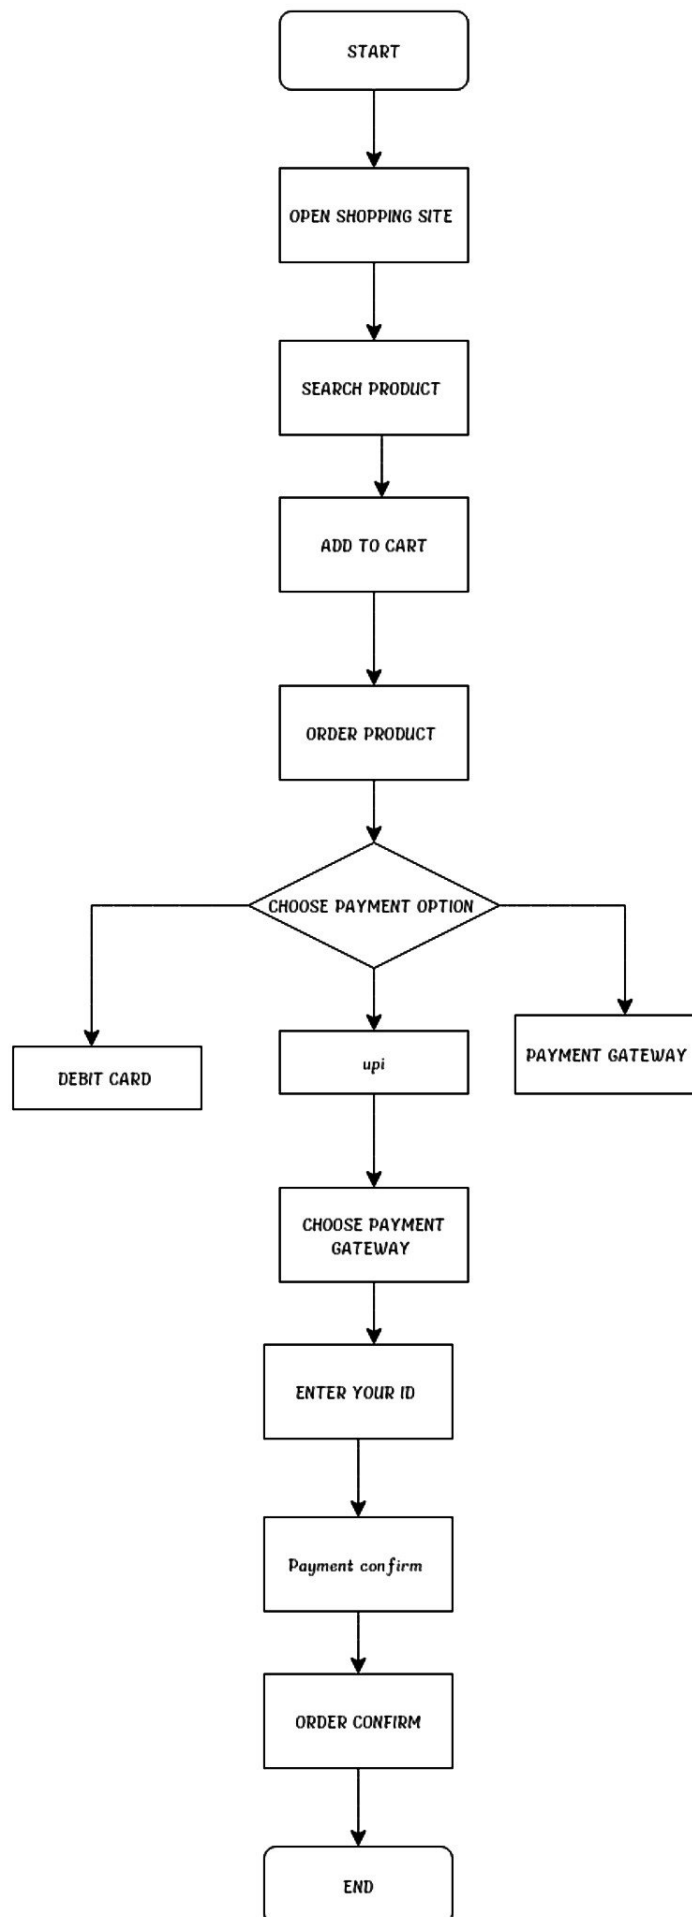 START
OPEN SHOPPING SITE
SEARCH PRODUCT
ADD TO CART
ORDER PRODUCT
CHOOSE PAYMENT OPTION
DEBIT CARD
upi
PAYMENT GATEWAY
CHOOSE PAYMENT
GATEWAY
ENTER YOUR ID
Payment confirm
ORDER CONFIRM
END